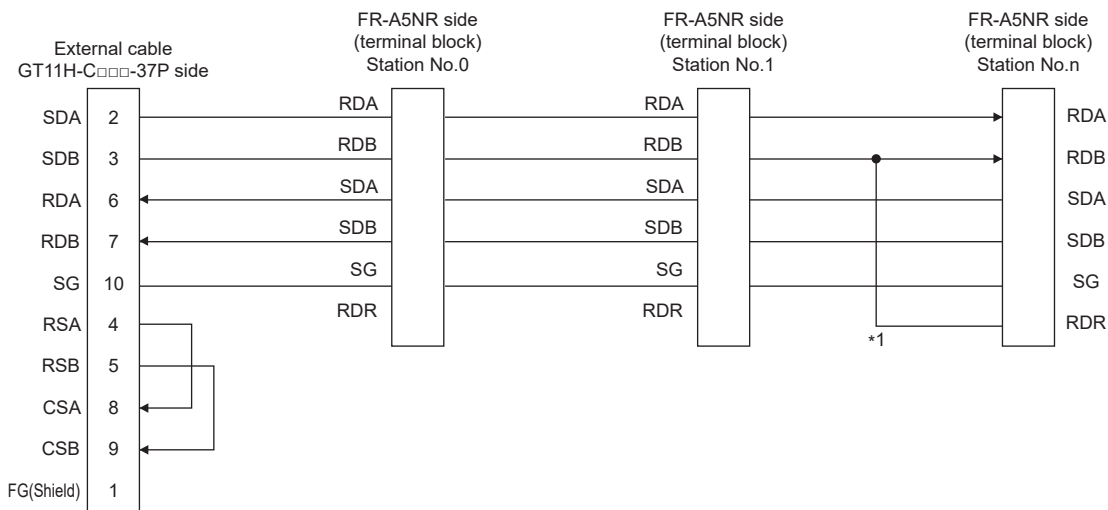 External cable
GT11H-C□□□-37P side
FR-A5NR side
(terminal block)
Station No.0
FR-A5NR side
(terminal block)
Station No.1
FR-A5NR side
(terminal block)
Station No.n
SDA 2 RDA RDA RDA
SDB 3 RDB RDB RDB
RDA 6 SDA SDA SDA
RDB 7 SDB SDB SDB
SG 10 SG SG SG
RSA 4 RDR RDR RDR
*1
RSB 5
CSA 8
CSB 9
FG(Shield) 1